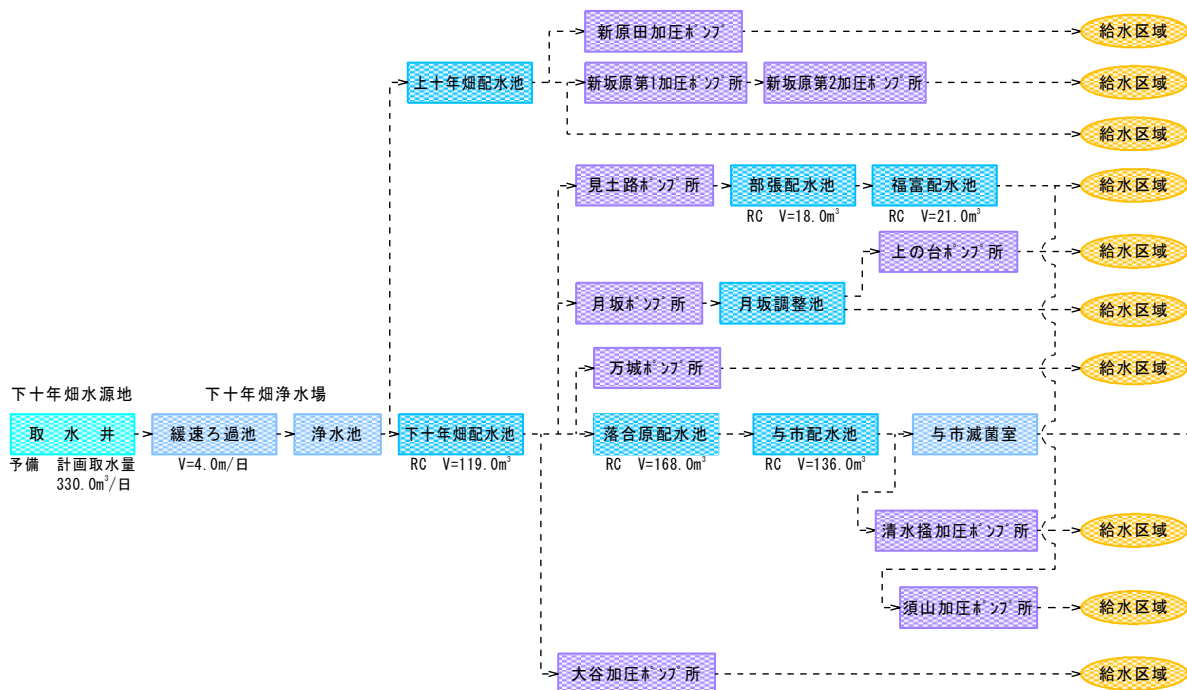 新原田加圧ﾎﾟﾝﾌﾟ
給水区域
上十年畑配水池
新坂原第1加圧ポンプ所
新坂原第2加圧ポンプ所
給水区域
給水区域
見土路ﾎﾟﾝﾌﾟ所
部張配水池
福富配水池
給水区域
RC V=18.0m³
RC V=21.0m³
上の台ﾎﾟﾝﾌﾟ所
給水区域
月坂ﾎﾟﾝﾌﾟ所
月坂調整池
給水区域
万城ﾎﾟﾝﾌﾟ所
給水区域
下十年畑水源地
下十年畑浄水場
取水井
緩速ろ過池
浄水池
下十年畑配水池
落合原配水池
与市配水池
与市滅菌室
予備 計画取水量
330.0m³/日
V=4.0m/日
RC V=119.0m³
RC V=168.0m³
RC V=136.0m³
清水掻加圧ﾎﾟﾝﾌﾟ所
給水区域
須山加圧ﾎﾟﾝﾌﾟ所
給水区域
大谷加圧ﾎﾟﾝﾌﾟ所
給水区域